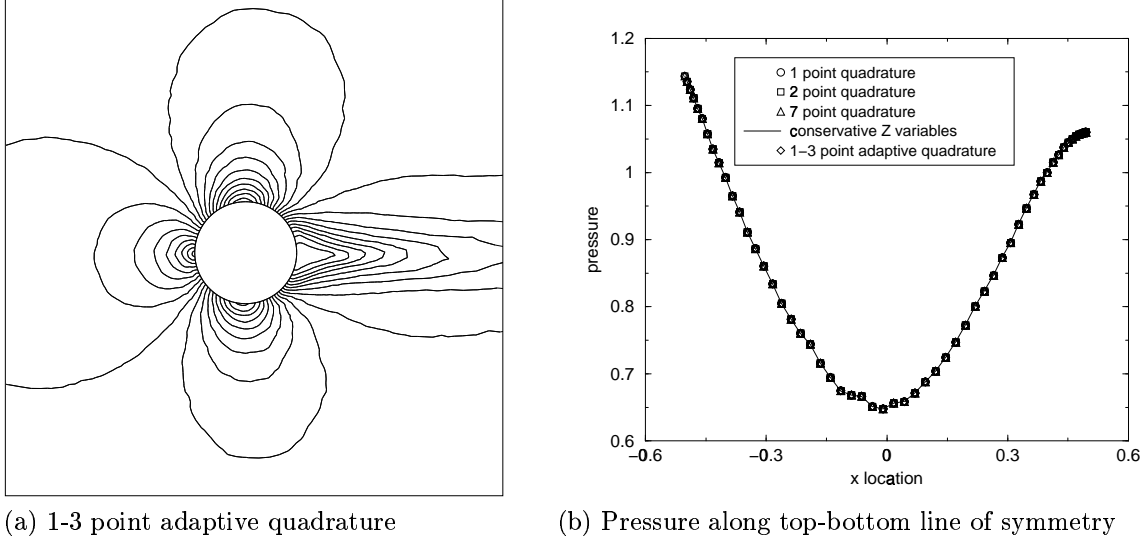 1.2
1.1
1
0.9
0.8
0.7
0.6
pressure
1 point quadrature
2 point quadrature
7 point quadrature
conservative Z variables
1−3 point adaptive quadrature
−0.6 −0.3 0 0.3 0.6
x location
(a) 1-3 point adaptive quadrature
(b) Pressure along top-bottom line of symmetry